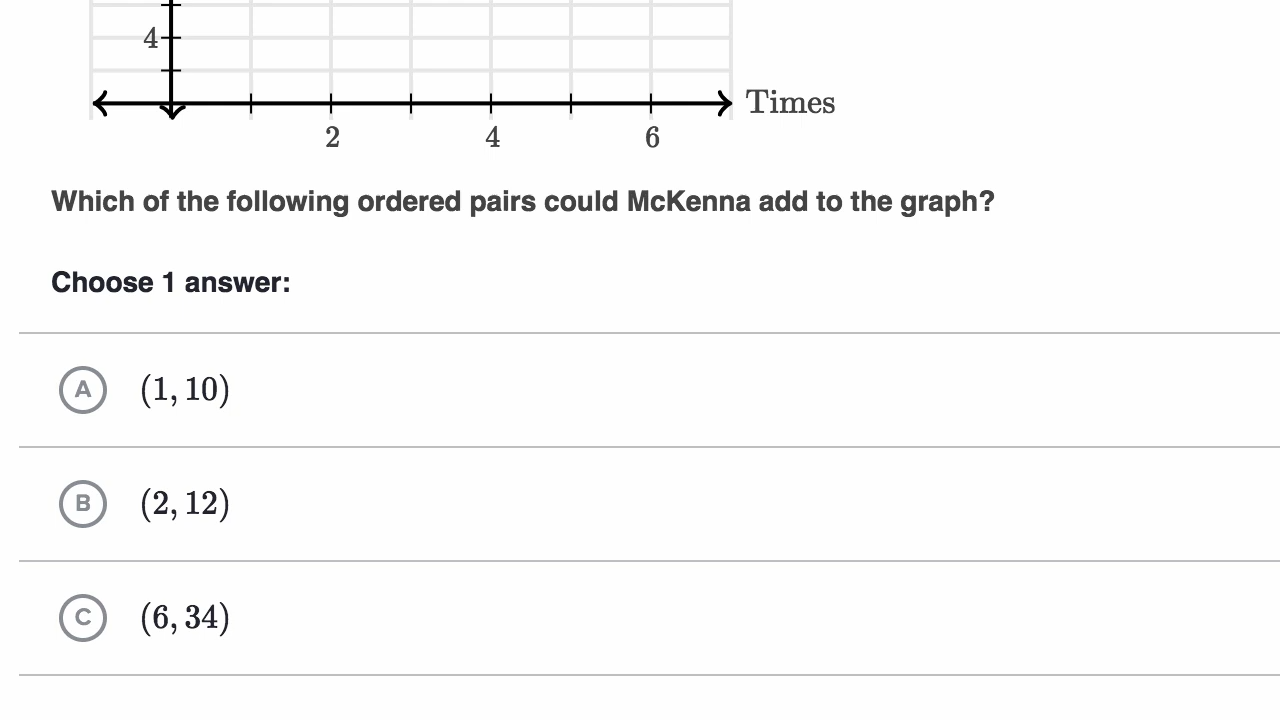 4
Times
2 4 6
Which of the following ordered pairs could McKenna add to the graph?
Choose 1 answer:
A (1, 10)
B (2, 12)
C (6, 34)